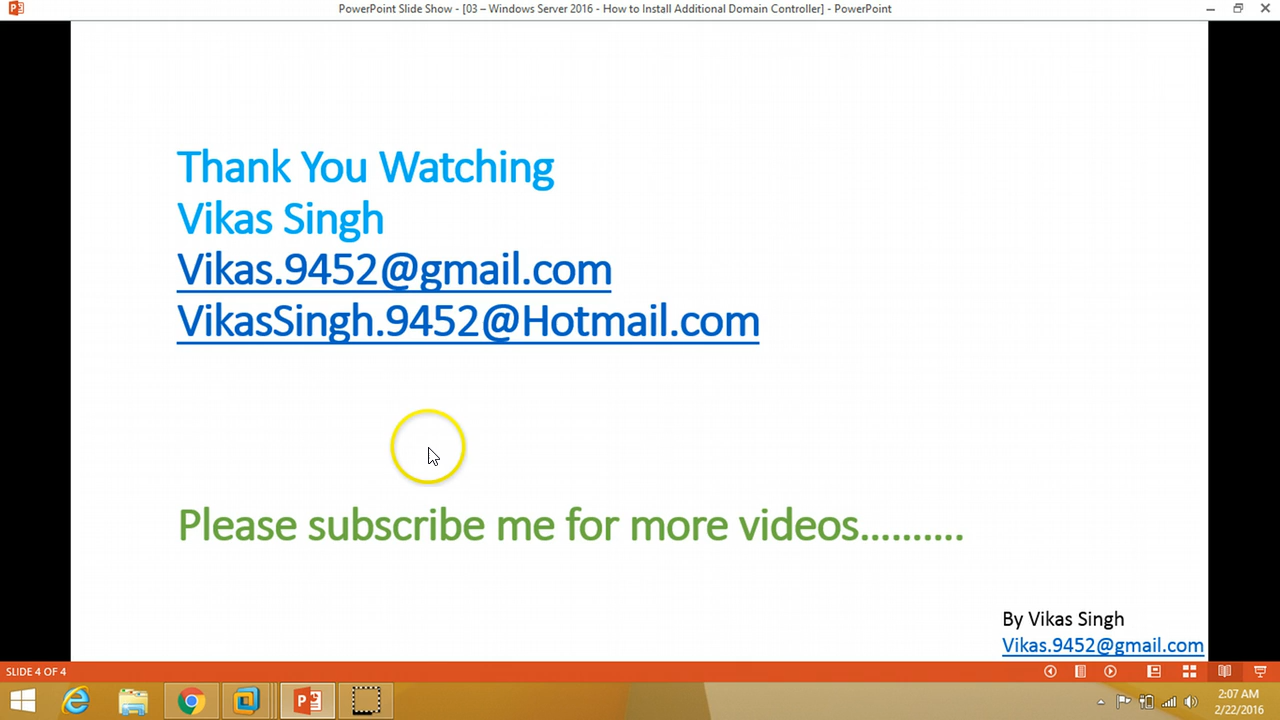 PowerPoint Slide Show - [03 – Windows Server 2016 - How to Install Additional Domain Controller] - PowerPoint
Thank You Watching
Vikas Singh
Vikas.9452@gmail.com
VikasSingh.9452@Hotmail.com
Please subscribe me for more videos..........
By Vikas Singh
Vikas.9452@gmail.com
SLIDE 4 OF 4
2:07 AM
2/22/2016